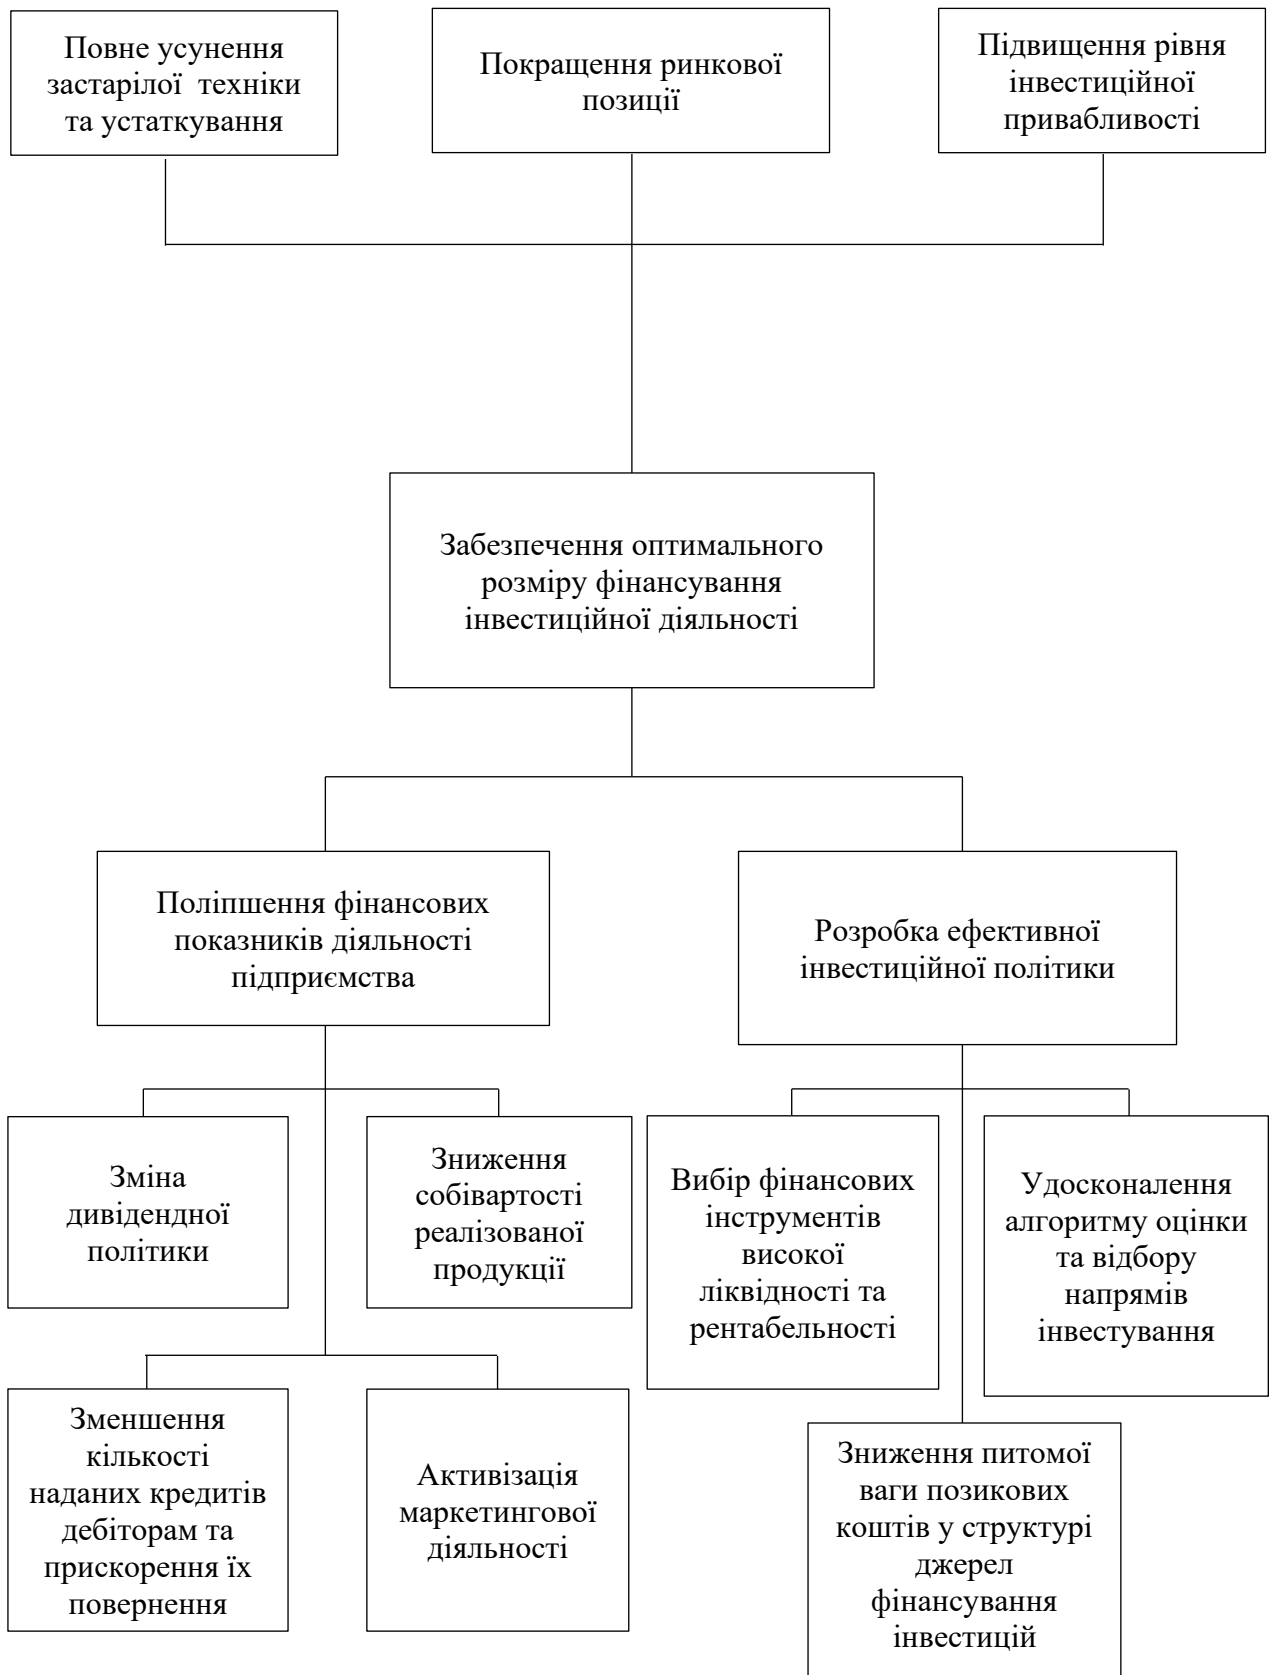 Повне усунення
застарілої техніки
та устаткування
Покращення ринкової
позиції
Підвищення рівня
інвестиційної
привабливості
Забезпечення оптимального
розміру фінансування
інвестиційної діяльності
Поліпшення фінансових
показників діяльності
підприємства
Розробка ефективної
інвестиційної політики
Зміна
дивідендної
політики
Зниження
собівартості
реалізованої
продукції
Вибір фінансових
інструментів
високої
ліквідності та
рентабельності
Удосконалення
алгоритму оцінки
та відбору
напрямів
інвестування
Зменшення
кількості
наданих кредитів
дебіторам та
прискорення їх
повернення
Активізація
маркетингової
діяльності
Зниження питомої
ваги позикових
коштів у структурі
джерел
фінансування
інвестицій